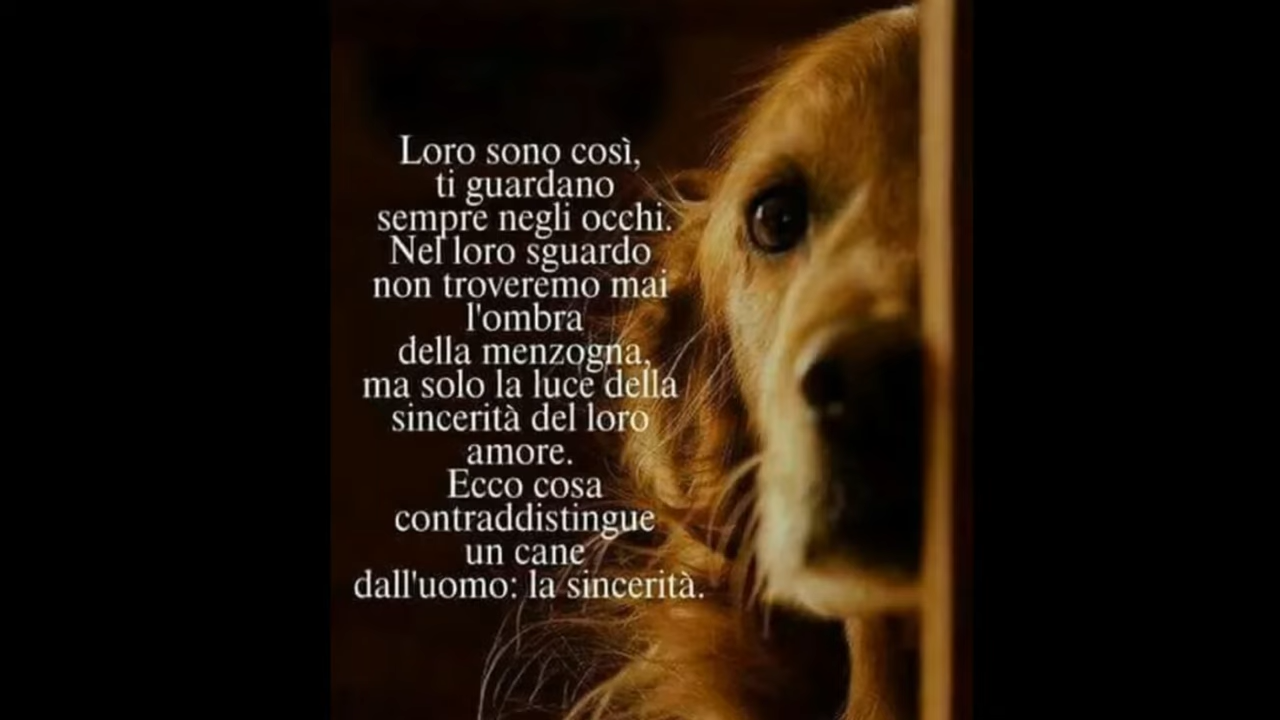 Loro sono così,
ti guardano
sempre negli occhi.
Nel loro sguardo
non troveremo mai
l'ombra
della menzogna,
ma solo la luce della
sincerità del loro
amore.
Ecco cosa
contraddistingue
un cane
dall'uomo: la sincerità.